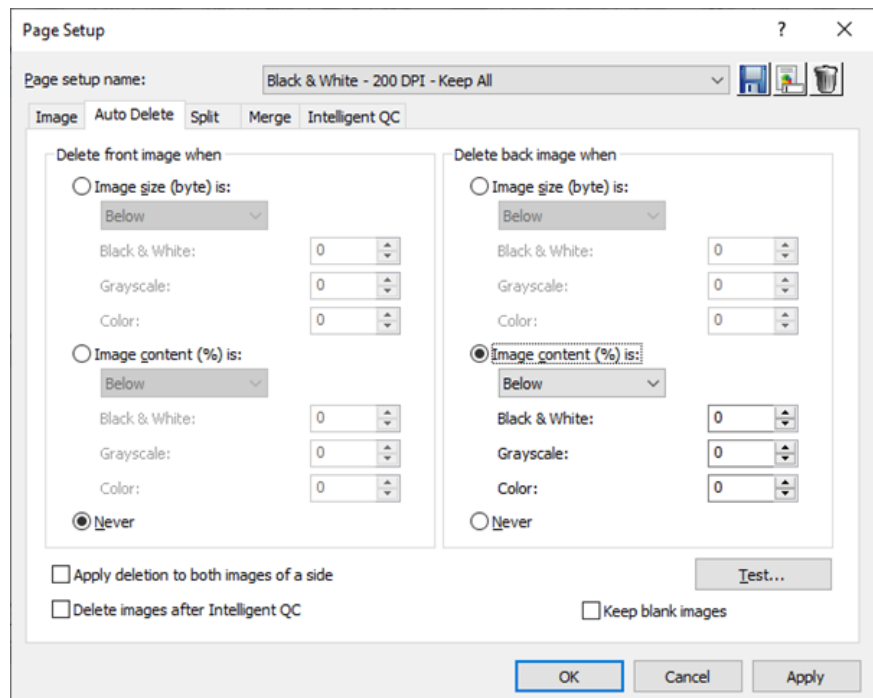 Page Setup
?
Page setup name:
Black & White - 200 DPI - Keep All
Image
Auto Delete
Split
Merge
Intelligent QC
Delete front image when
Image size (byte) is:
Below
Black & White:
0
Grayscale:
0
Color:
0
Image content (%) is:
Below
Black & White:
0
Grayscale:
0
Color:
0
Never
Delete back image when
Image size (byte) is:
Below
Black & White:
0
Grayscale:
0
Color:
0
Image content (%) is:
Below
Black & White:
0
Grayscale:
0
Color:
0
Never
Apply deletion to both images of a side
Test...
Delete images after Intelligent QC
Keep blank images
OK
Cancel
Apply